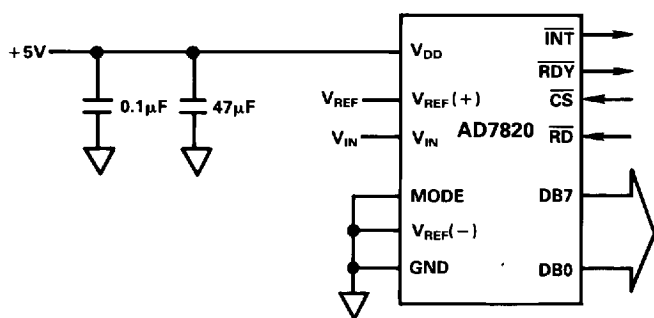 +5V
0.1µF
47µF
V_DD
V_REF
V_REF(+)
V_IN
V_IN
AD7820
MODE
V_REF(−)
GND
INT
RDY
CS
RD
DB7
DB0